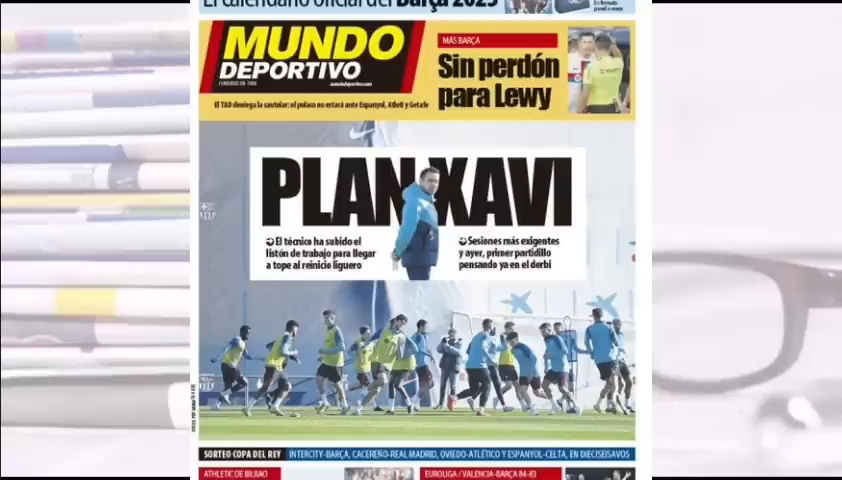 El calendario oficial del Barça 2023
MUNDO
DEPORTIVO
MÁS BARÇA
Sin perdón
para Lewy
El TAD deniega la cautelar: el polaco no estará ante Espanyol, Atleti y Getafe
PLAN XAVI
El técnico ha subido el
listón de trabajo para llegar
a tope al reinicio liguero
Sesiones más exigentes
y ayer, primer partidillo
pensando ya en el derbi
SORTEO COPA DEL REY INTERCITY-BARÇA, CACEREÑO-REAL MADRID, OVIEDO-ATLÉTICO Y ESPANYOL-CELTA, EN DIECISEISAVOS
ATHLETIC DE BILBAO
EUROLIGA / VALENCIA-BARÇA 84-83